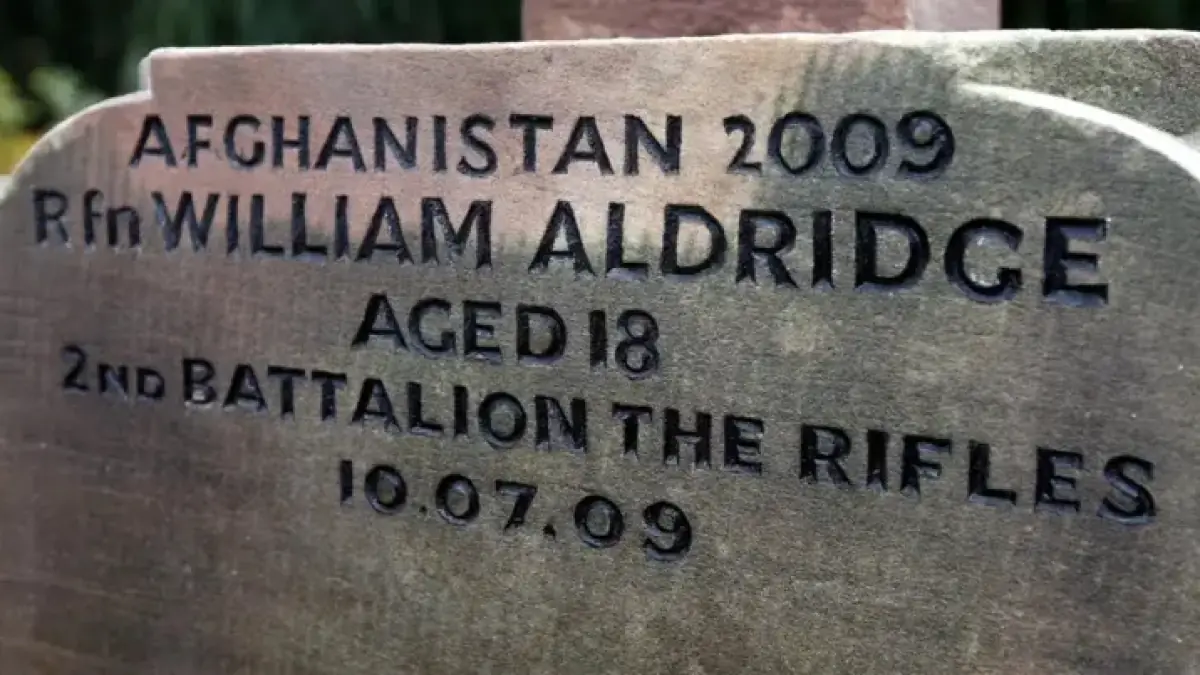 AFGHANISTAN 2009
Rfn WILLIAM ALDRIDGE
AGED 18
2ND BATTALION THE RIFLES
10.07.09